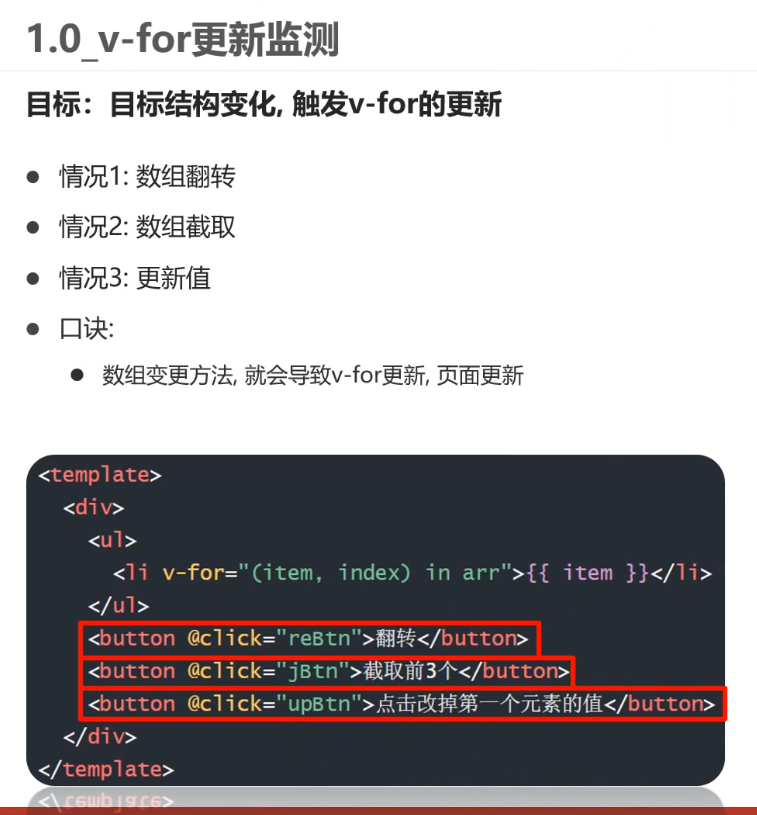 1.0_v-for更新监测
目标：目标结构变化, 触发v-for的更新
情况1: 数组翻转
情况2: 数组截取
情况3: 更新值
口诀:
数组变更方法, 就会导致v-for更新, 页面更新
<template>
<div>
<ul>
<li v-for="(item, index) in arr">{{ item }}</li>
</ul>
<button @click="reBtn">翻转</button>
<button @click="jBtn">截取前3个</button>
<button @click="upBtn">点击改掉第一个元素的值</button>
</div>
</template>